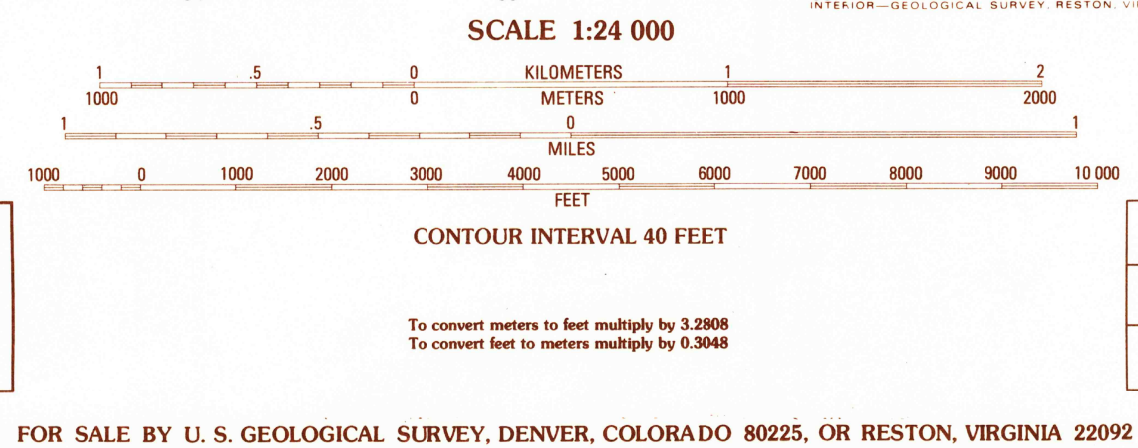 INTERIOR—GEOLOGICAL SURVEY, RESTON,
SCALE 1:24 000
1 .5 0 KILOMETERS 1 2
1000 0 METERS 1000 2000
1 .5 0 1
MILES
1000 0 1000 2000 3000 4000 5000 6000 7000 8000 9000 10 000
FEET
CONTOUR INTERVAL 40 FEET
To convert meters to feet multiply by 3.2808
To convert feet to meters multiply by 0.3048
FOR SALE BY U. S. GEOLOGICAL SURVEY, DENVER, COLORADO 80225, OR RESTON, VIRGINIA 22092